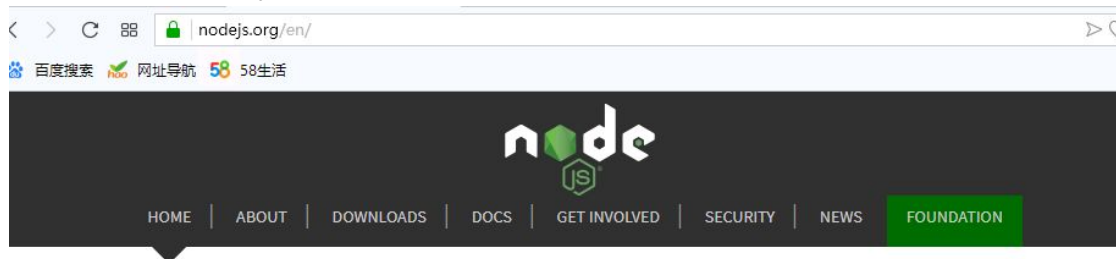 nodejs.org/en/
百度搜索 hao 网址导航 58 58生活
node
JS
HOME ABOUT DOWNLOADS DOCS GET INVOLVED SECURITY NEWS FOUNDATION